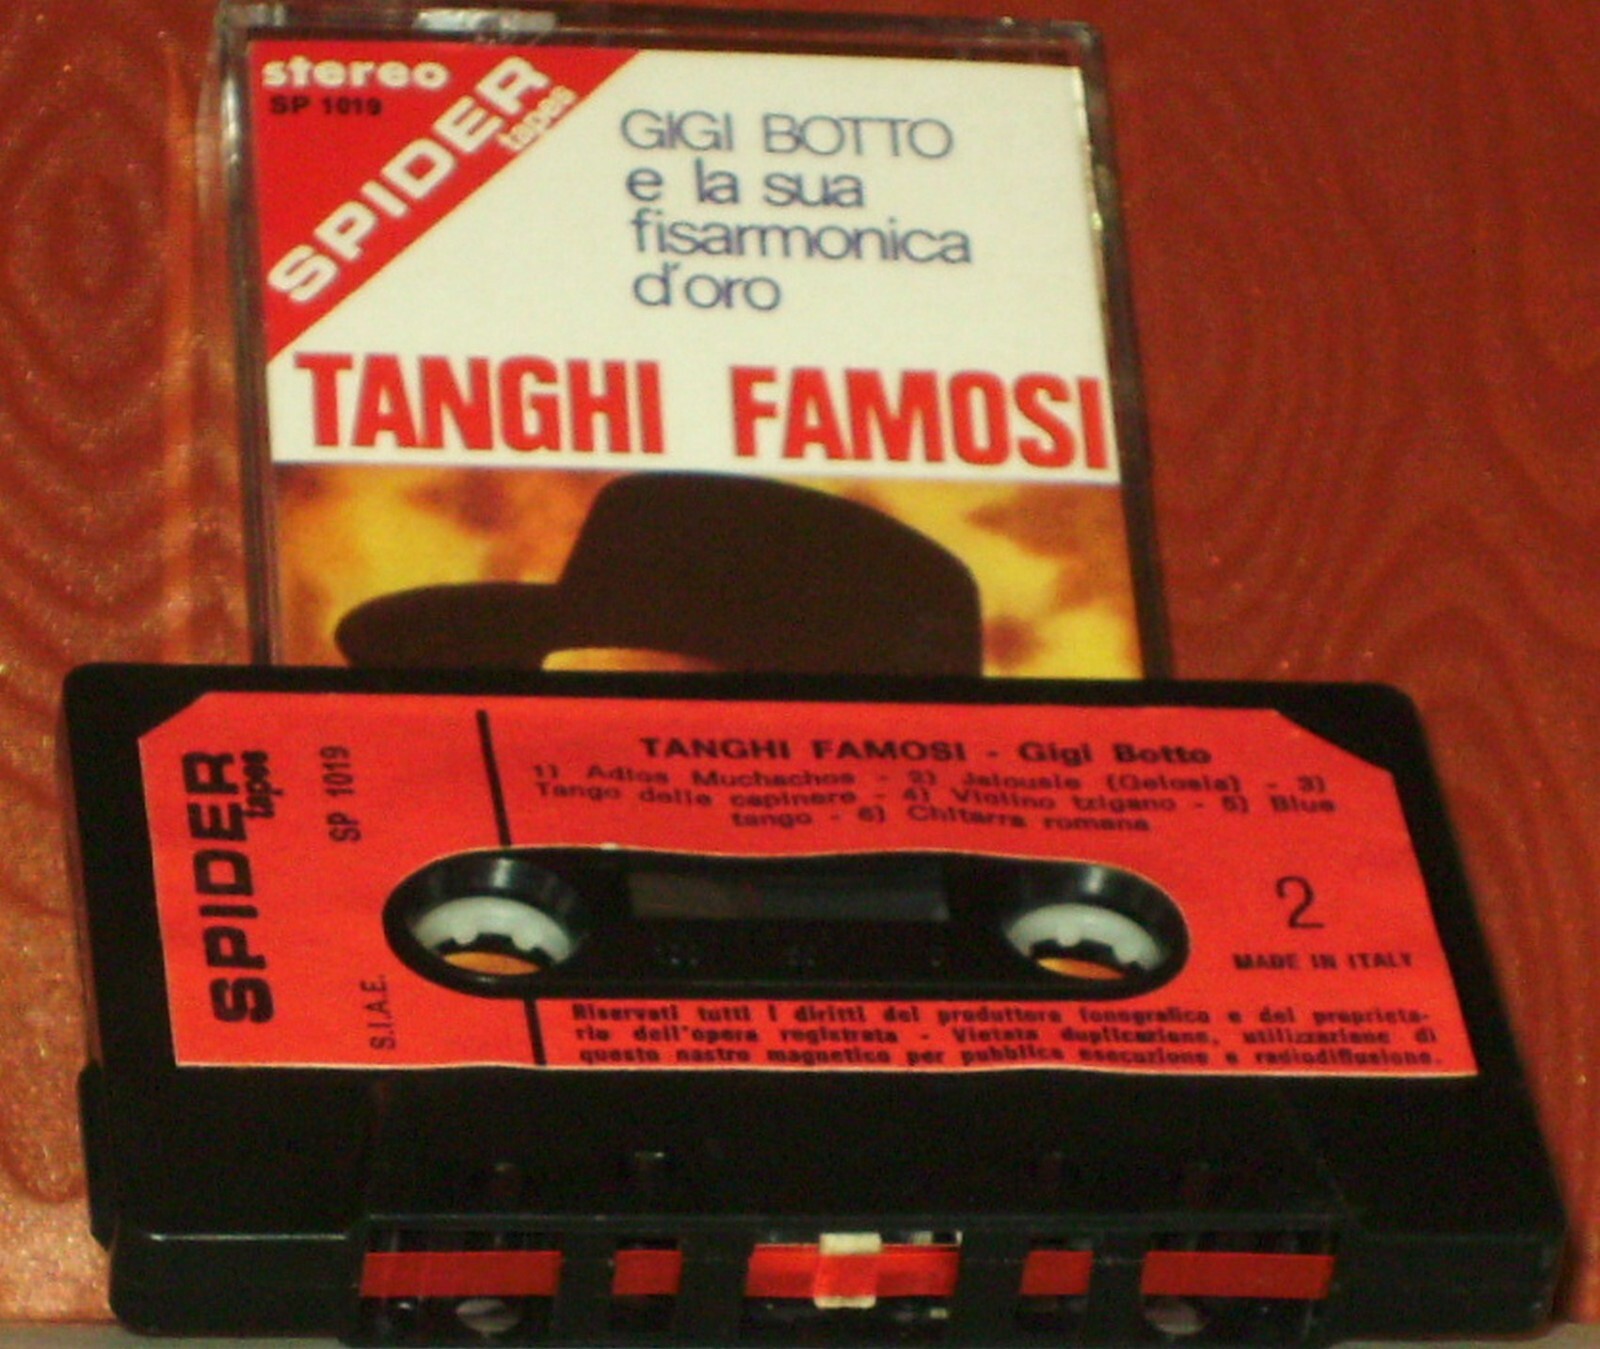 stereo
SP 1019
SPIDER
tapes
GIGI BOTTO
e la sua
fisarmonica
d'oro
TANGHI FAMOSI
SPIDER
tapes
SP 1019
S.I.A.E.
TANGHI FAMOSI - Gigi Botto
1) Adios Muchachos - 2) Jalousie (Gelosia) - 3)
Tango delle capinere - 4) Violino tzigano - 5) Blue
tango - 6) Chitarra romana
2
MADE IN ITALY
Riservati tutti i diritti del produttore fonografico e del proprieta-
rio dell'opera registrata - Vietata duplicazione, utilizzazione di
questo nastro magnetico per pubblica esecuzione e radiodiffusione.